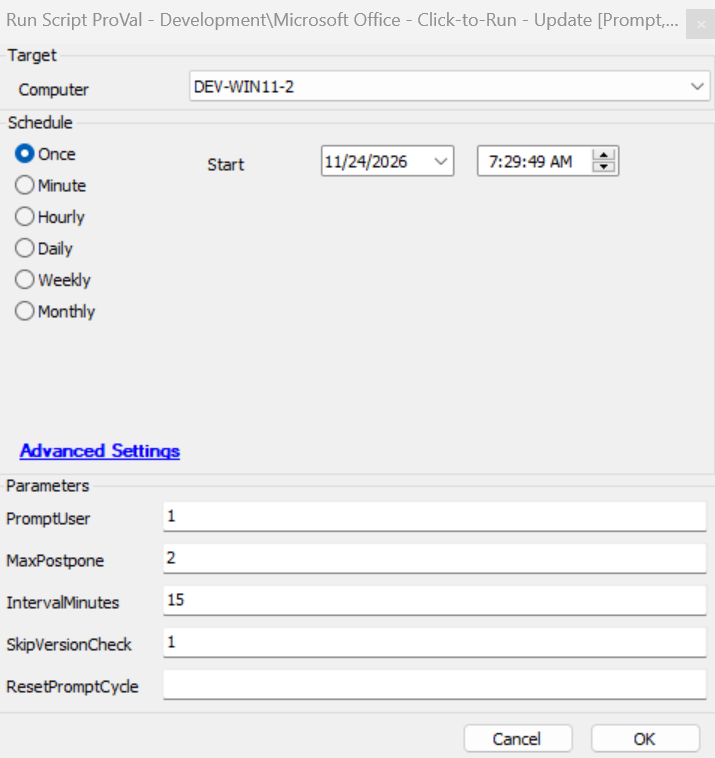 Run Script ProVal - Development\Microsoft Office - Click-to-Run - Update [Prompt,...
Target
Computer DEV-WIN11-2
Schedule
Once Start 11/24/2026 7:29:49 AM
Minute
Hourly
Daily
Weekly
Monthly
Advanced Settings
Parameters
PromptUser 1
MaxPostpone 2
IntervalMinutes 15
SkipVersionCheck 1
ResetPromptCycle
Cancel OK